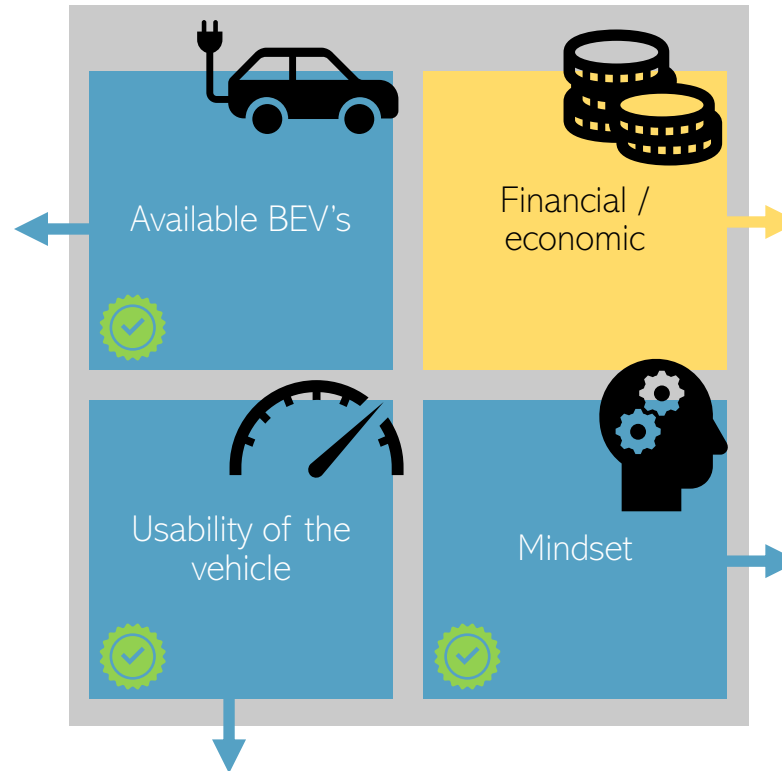 Available BEV's
Financial /
economic
Usability of the
vehicle
Mindset